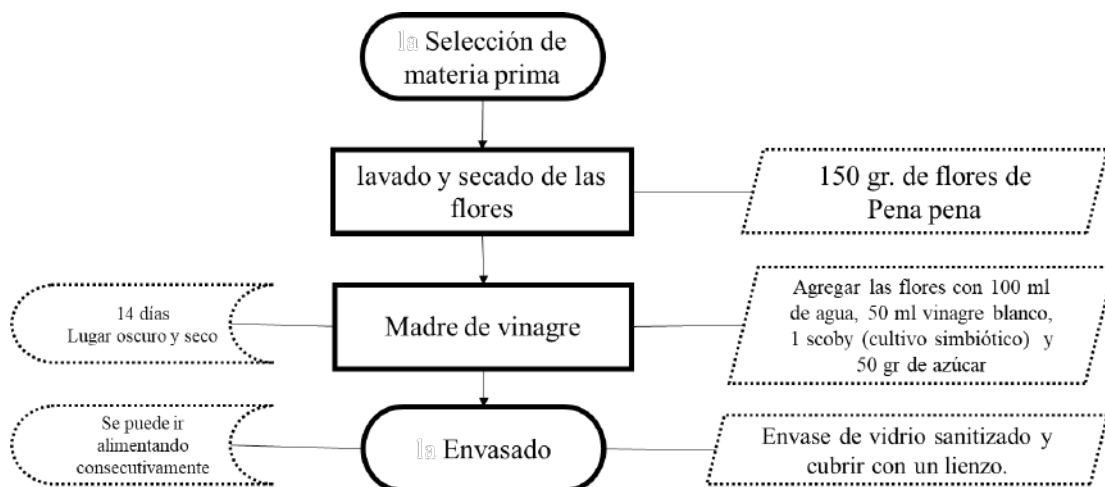 la Selección de
materia prima
lavado y secado de las
flores
150 gr. de flores de
Pena pena
14 días
Lugar oscuro y seco
Madre de vinagre
Agregar las flores con 100 ml
de agua, 50 ml vinagre blanco,
1 scoby (cultivo simbiótico) y
50 gr de azúcar
Se puede ir
alimentando
consecutivamente
la Envasado
Envase de vidrio sanitizado y
cubrir con un lienzo.